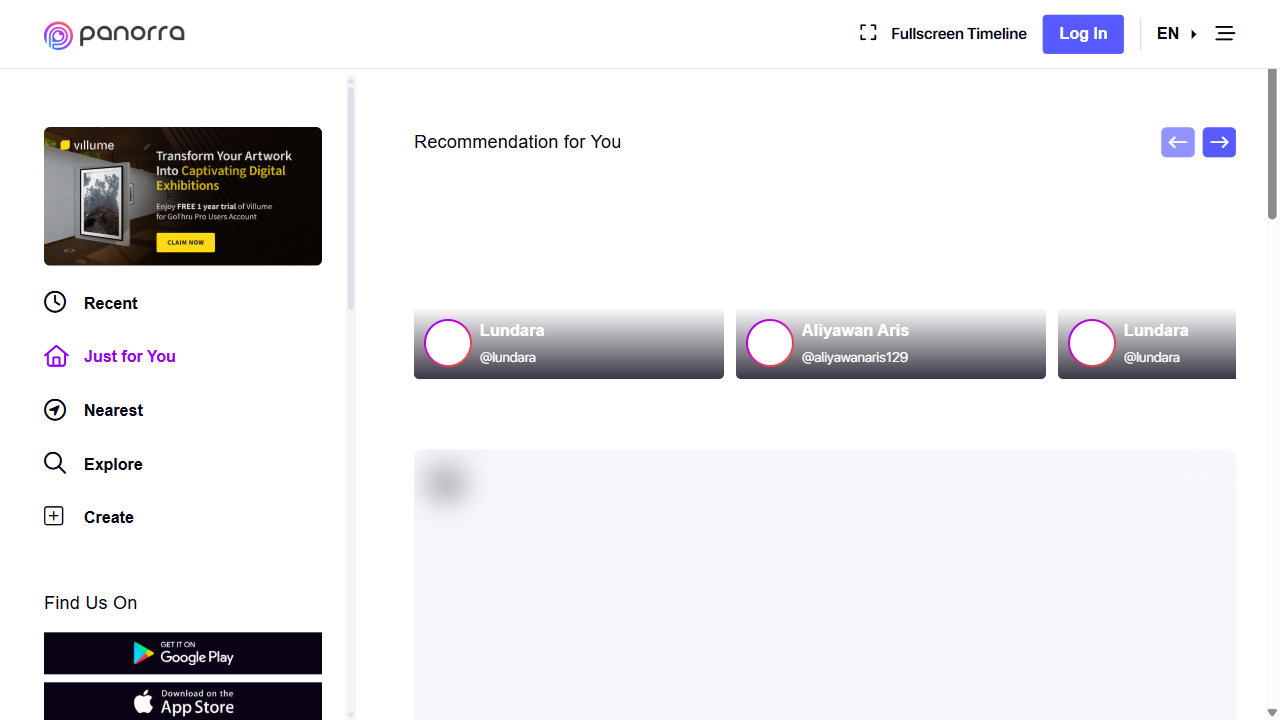 panorra
Fullscreen Timeline
Log In
EN
villume
Transform Your Artwork
Into Captivating Digital
Exhibitions
Enjoy FREE 1 year trial of Villume
for GoThru Pro Users Account
CLAIM NOW
Recent
Just for You
Nearest
Explore
Create
Find Us On
GET IT ON
Google Play
Download on the
App Store
Recommendation for You
Lundara
@lundara
Aliyawan Aris
@aliyawanaris129
Lundara
@lundara